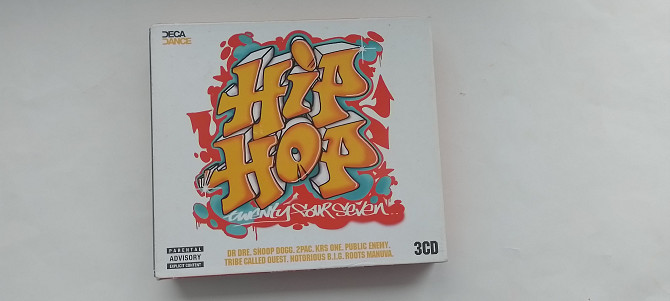 DECA
DANCE
HiP
HOP
twenty four seven...
PARENTAL
ADVISORY
EXPLICIT CONTENT
DR DRE. SNOOP DOGG. 2PAC. KRS ONE. PUBLIC ENEMY.
TRIBE CALLED QUEST. NOTORIOUS B.I.G. ROOTS MANUVA.
3CD